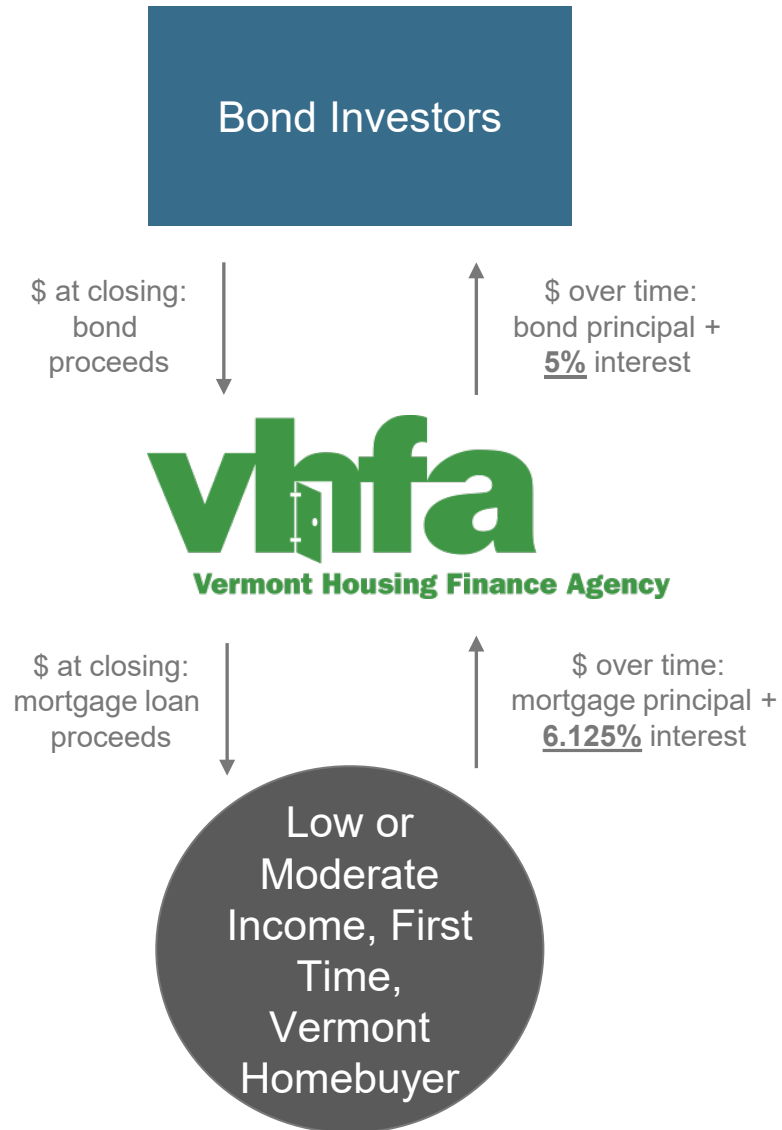 Bond Investors
$ at closing:
bond
proceeds
$ over time:
bond principal +
5% interest
vhfa
Vermont Housing Finance Agency
$ at closing:
mortgage loan
proceeds
$ over time:
mortgage principal +
6.125% interest
Low or
Moderate
Income, First
Time,
Vermont
Homebuyer